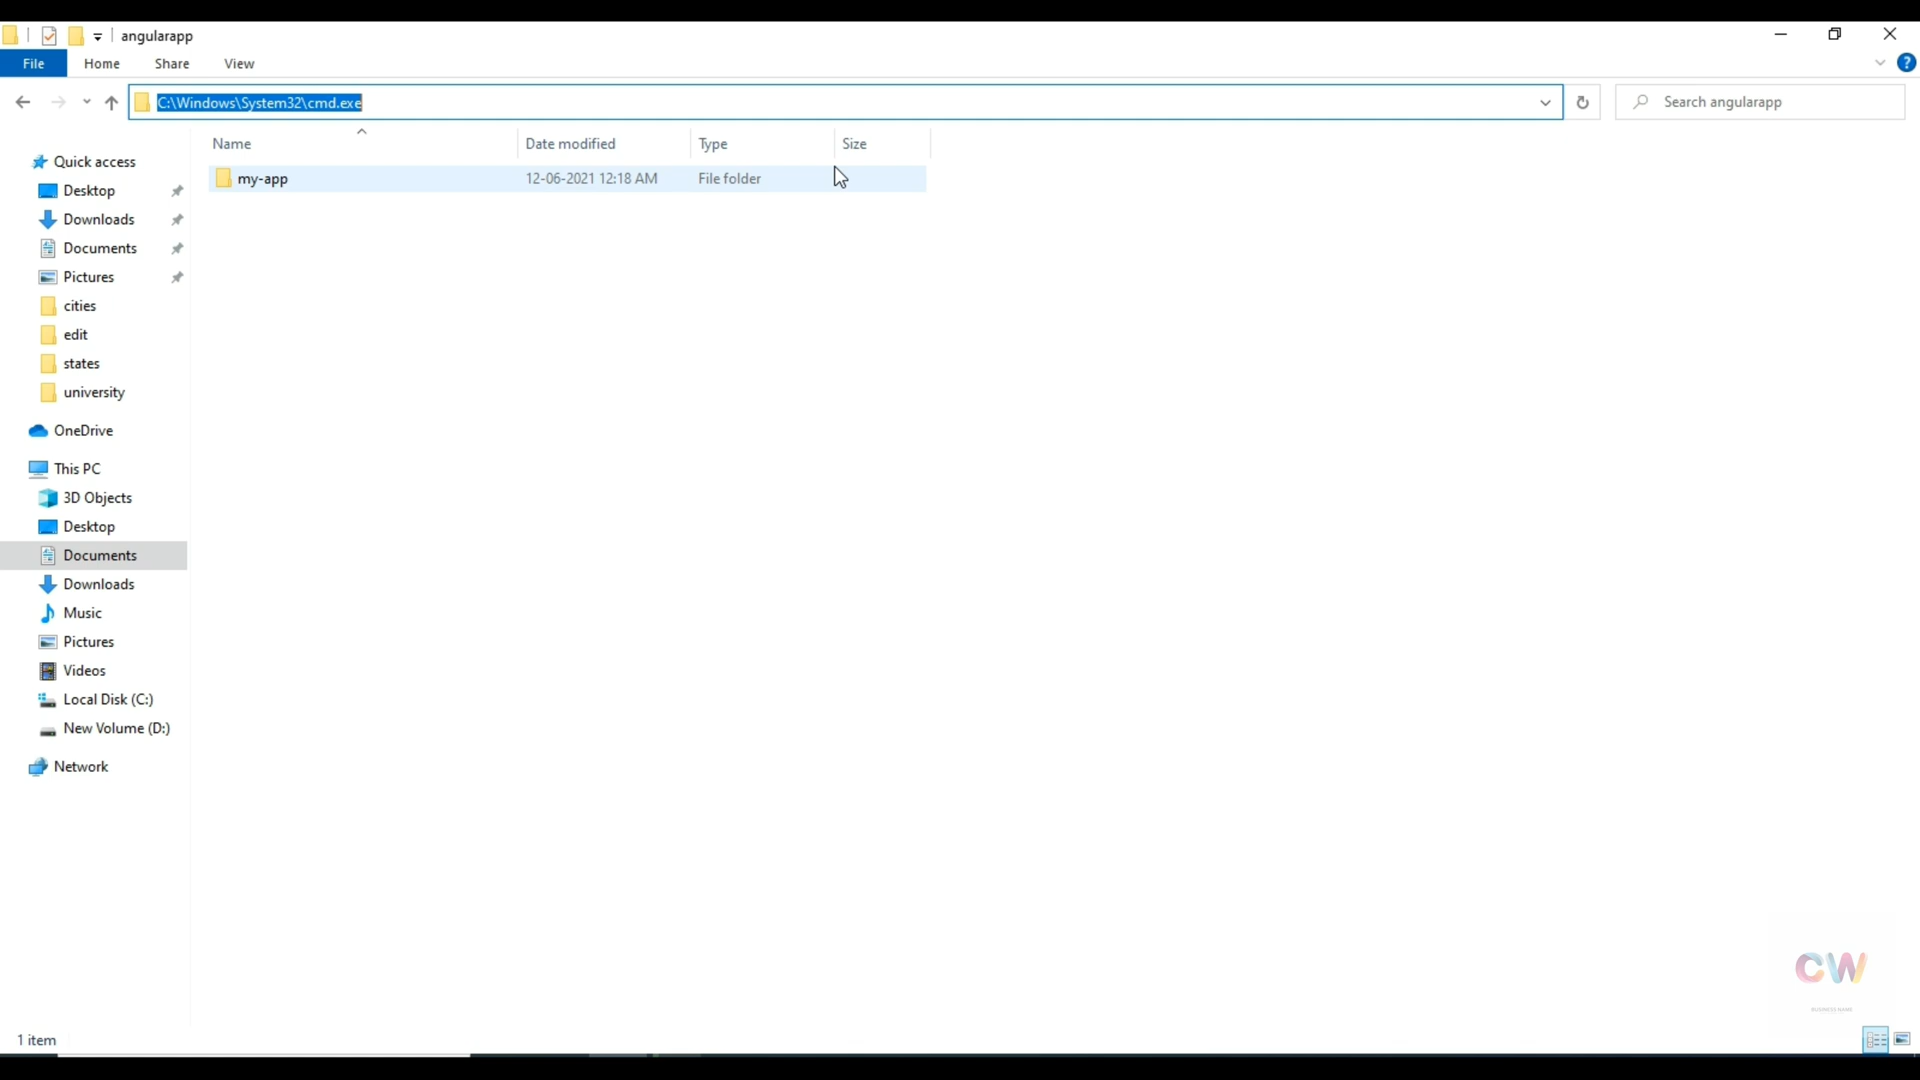 angularapp
File Home Share View
C:\Windows\System32\cmd.exe
Search angularapp
Name Date modified Type Size
my-app 12-06-2021 12:18 AM File folder
Quick access
Desktop
Downloads
Documents
Pictures
cities
edit
states
university
OneDrive
This PC
3D Objects
Desktop
Documents
Downloads
Music
Pictures
Videos
Local Disk (C:)
New Volume (D:)
Network
CW
BUSINESS NAME
1 item